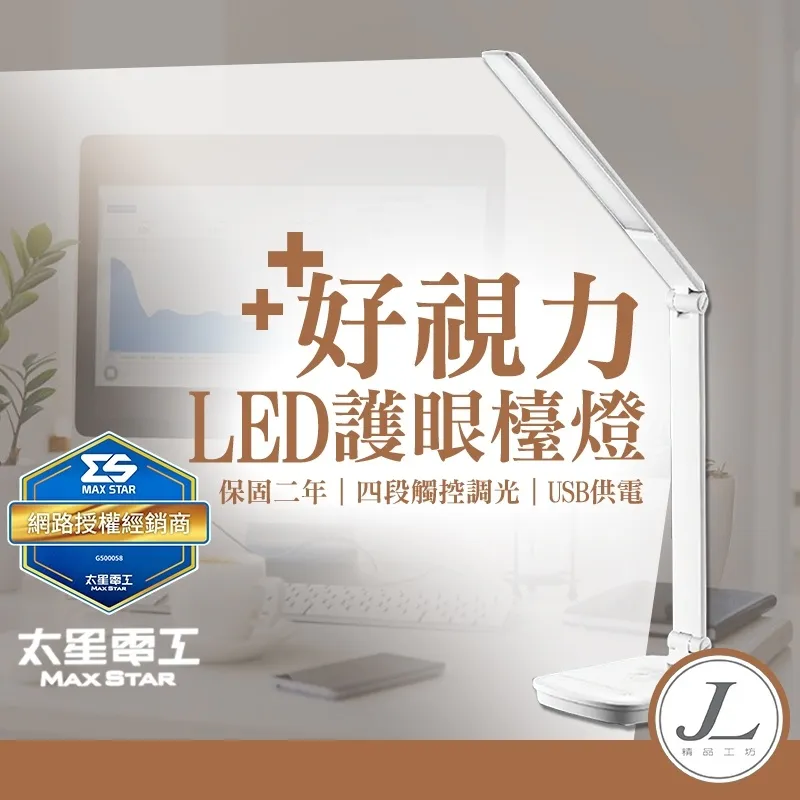 好視力
LED護眼檯燈
保固二年|四段觸控調光|USB供電
MAX STAR
網路授權經銷商
GS00058
太星電工
MAX STAR
太星電工
MAX STAR
JL
精品工坊